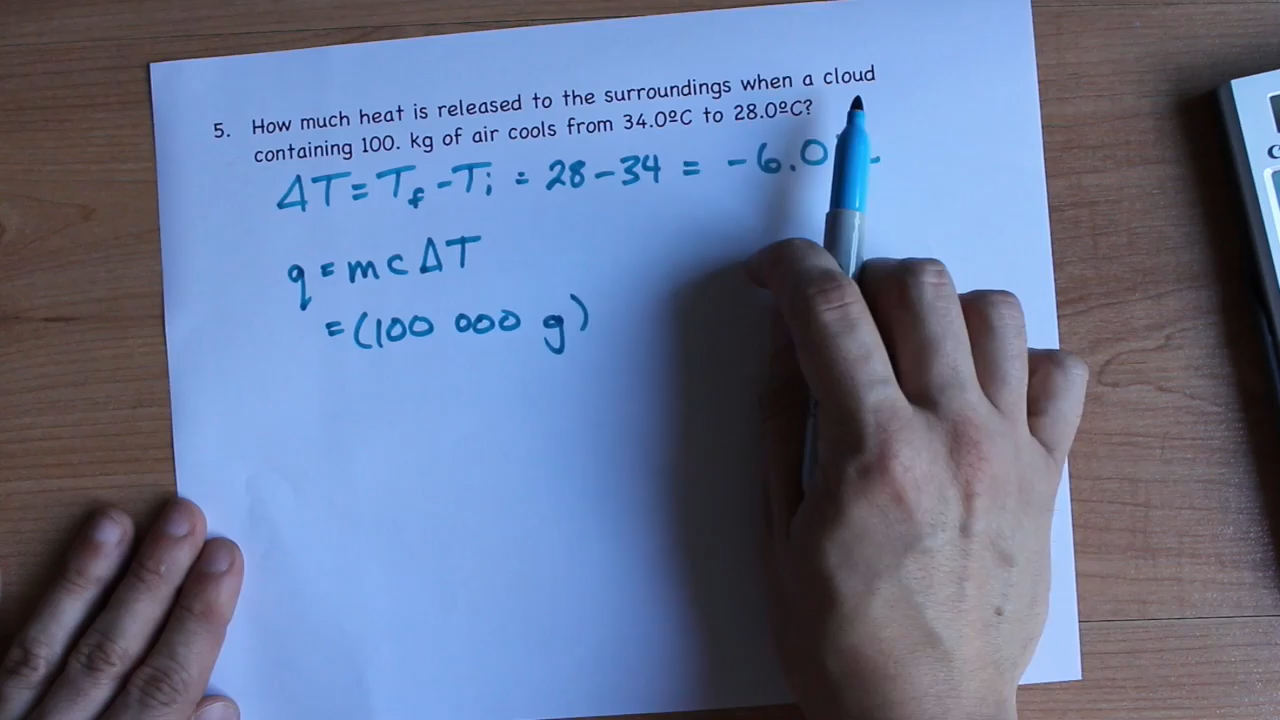 5. How much heat is released to the surroundings when a cloud
containing 100. kg of air cools from 34.0ºC to 28.0ºC?
ΔT = Tf - Ti = 28 - 34 = -6.0
q = mcΔT
= (100 000 g)